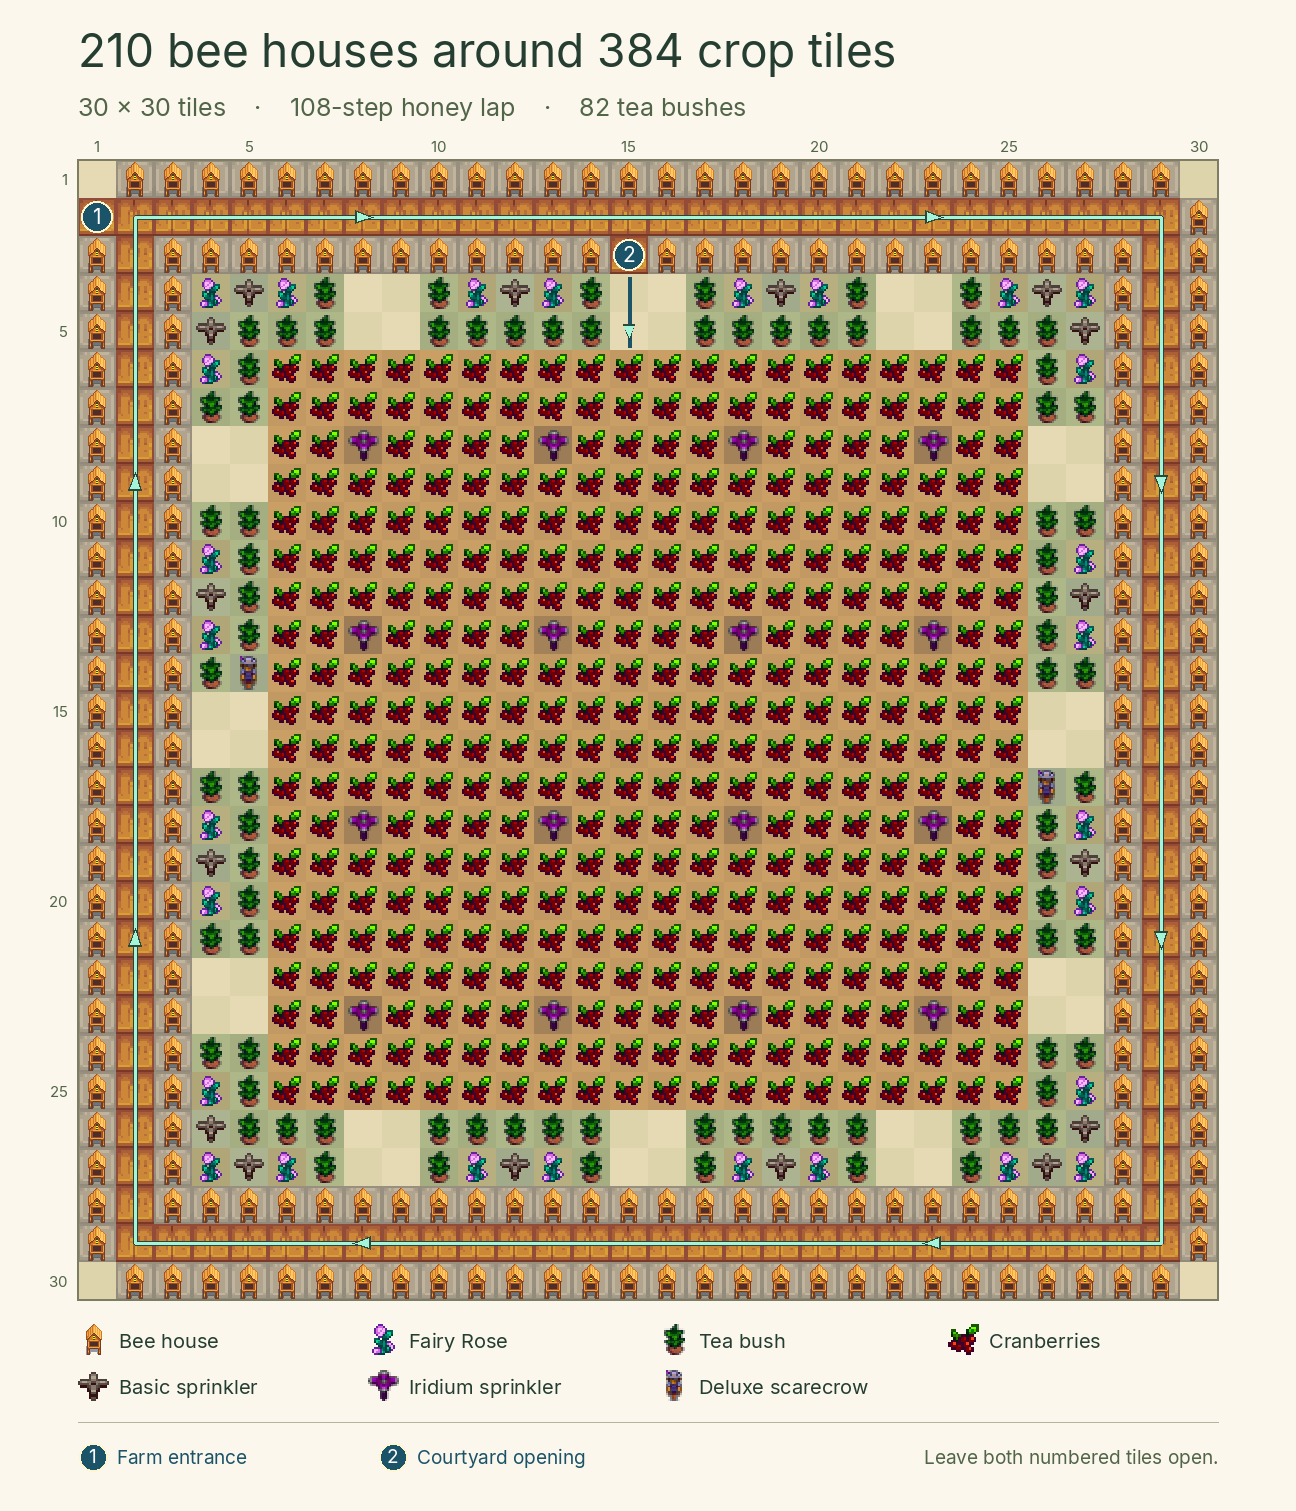 210 bee houses around 384 crop tiles
30 × 30 tiles · 108-step honey lap · 82 tea bushes
1 5 10 15 20 25 30
1
1
2
5
10
15
20
25
30
Bee house Fairy Rose Tea bush Cranberries
Basic sprinkler Iridium sprinkler Deluxe scarecrow
1 Farm entrance 2 Courtyard opening Leave both numbered tiles open.